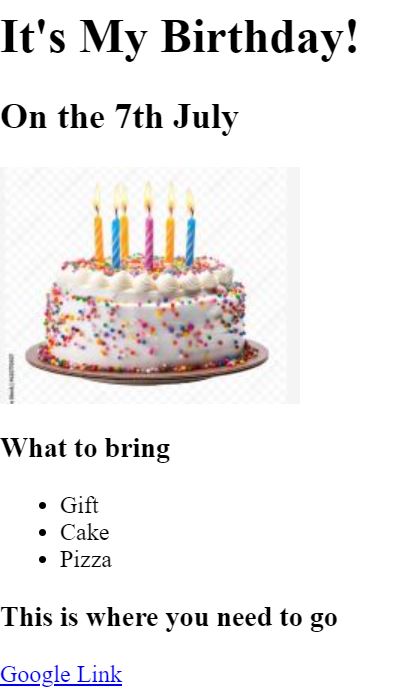 It's My Birthday!
On the 7th July
What to bring
Gift
Cake
Pizza
This is where you need to go
Google Link